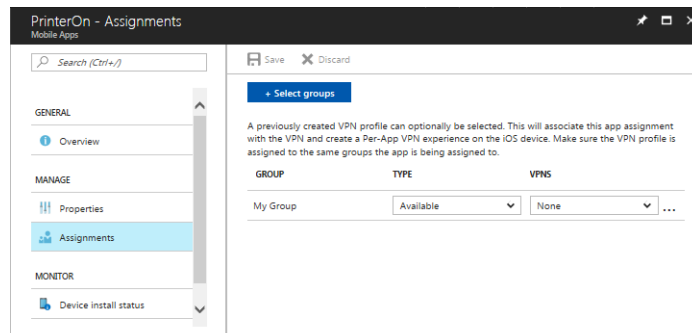 PrinterOn - Assignments
Mobile Apps
Search (Ctrl+/)
GENERAL
Overview
MANAGE
Properties
Assignments
MONITOR
Device install status
Save Discard
+ Select groups
A previously created VPN profile can optionally be selected. This will associate this app assignment
with the VPN and create a Per-App VPN experience on the iOS device. Make sure the VPN profile is
assigned to the same groups the app is being assigned to.
GROUP TYPE VPNS
My Group Available None ...